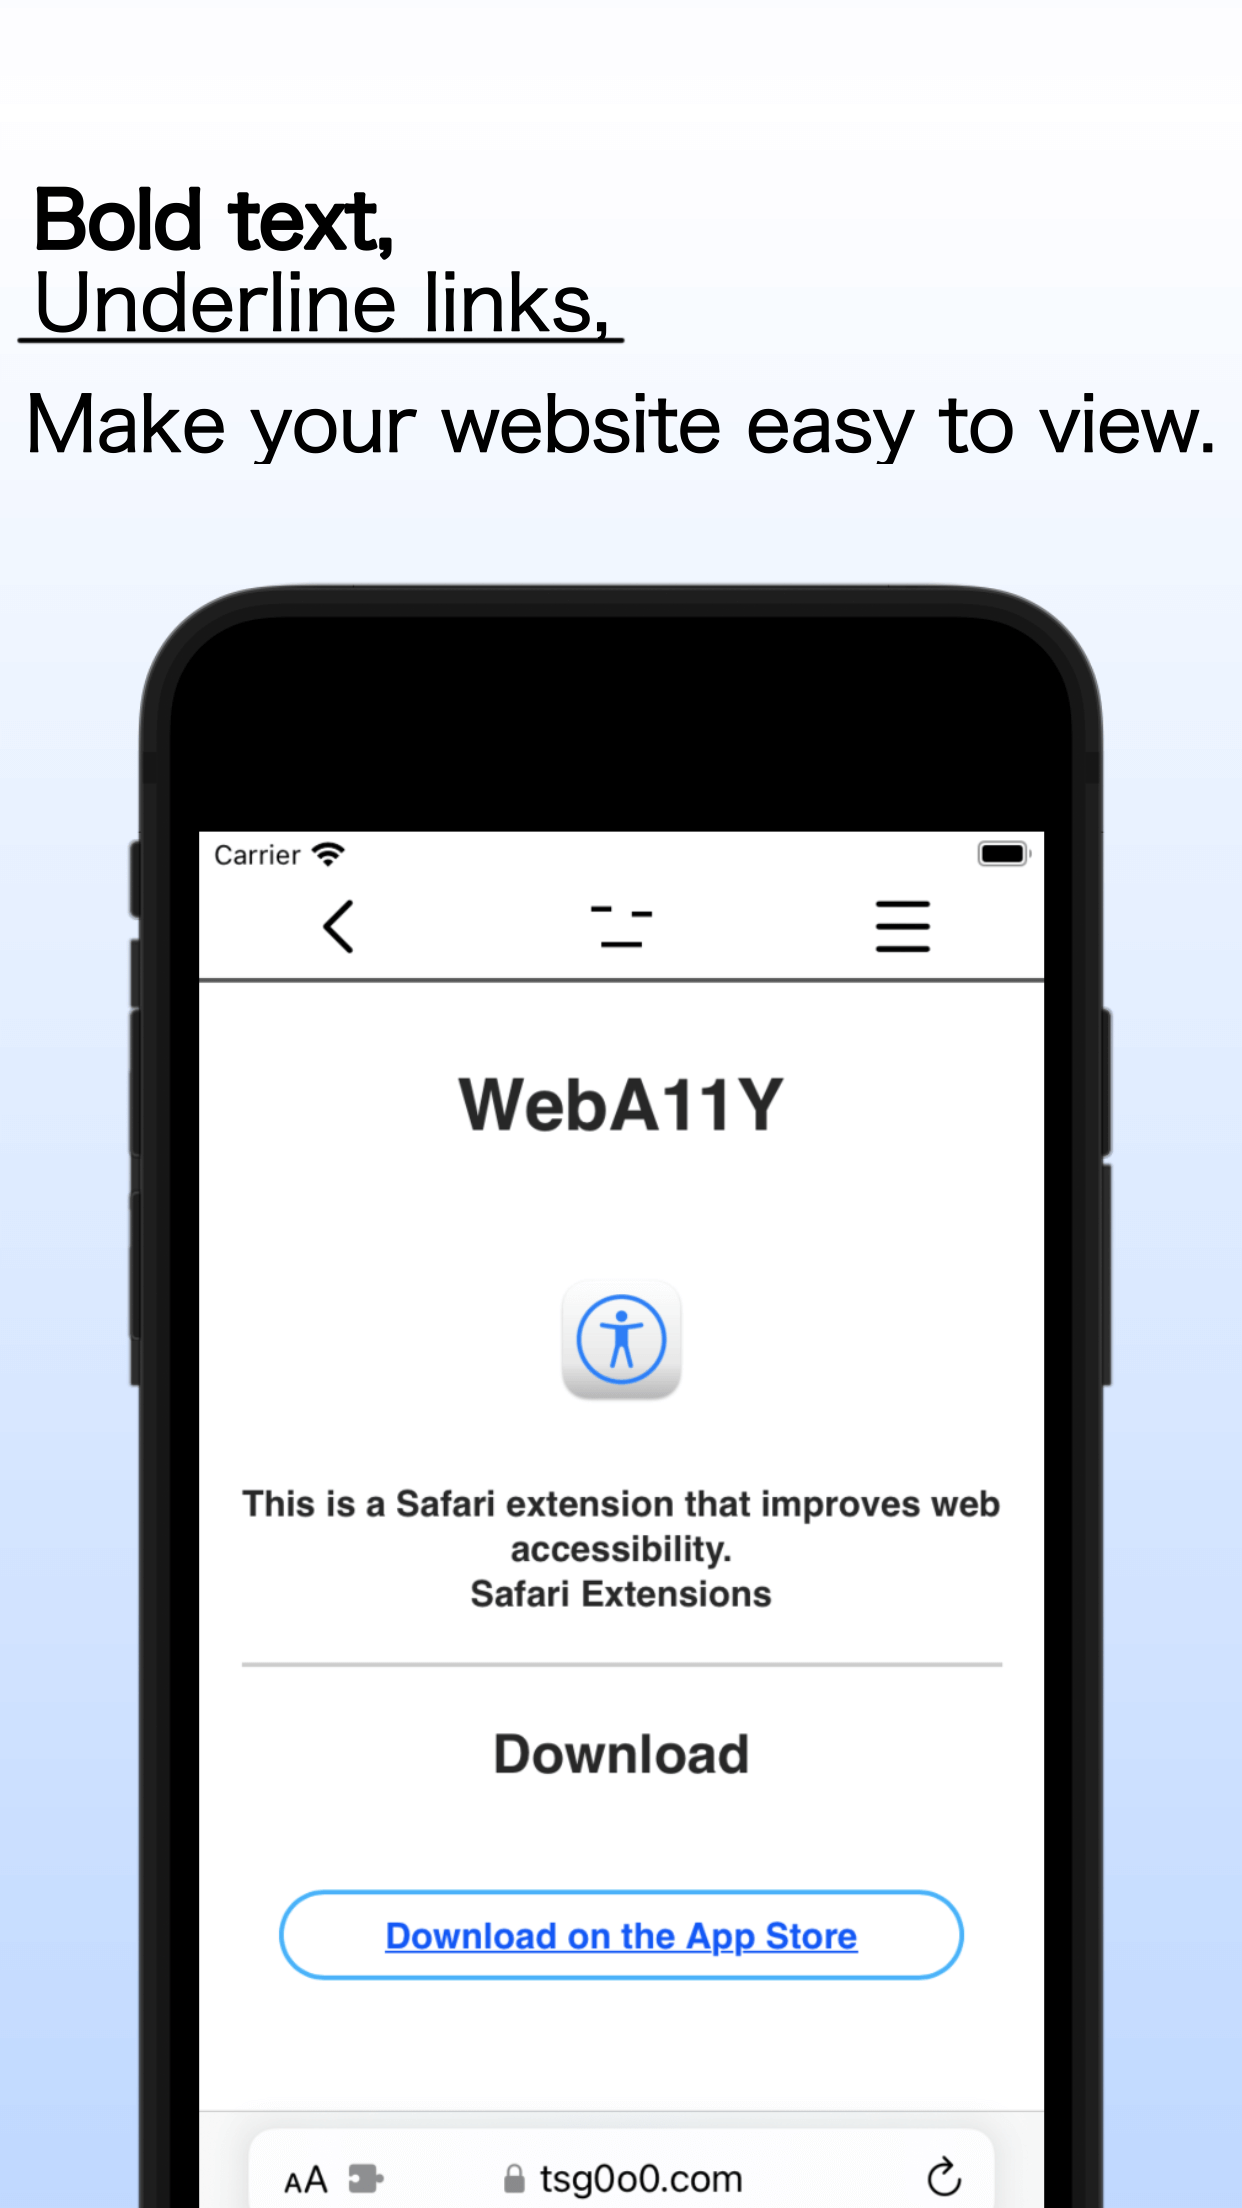 Bold text,
Underline links,
Make your website easy to view.
Carrier
WebA11Y
This is a Safari extension that improves web
accessibility.
Safari Extensions
Download
Download on the App Store
AA
tsg0o0.com